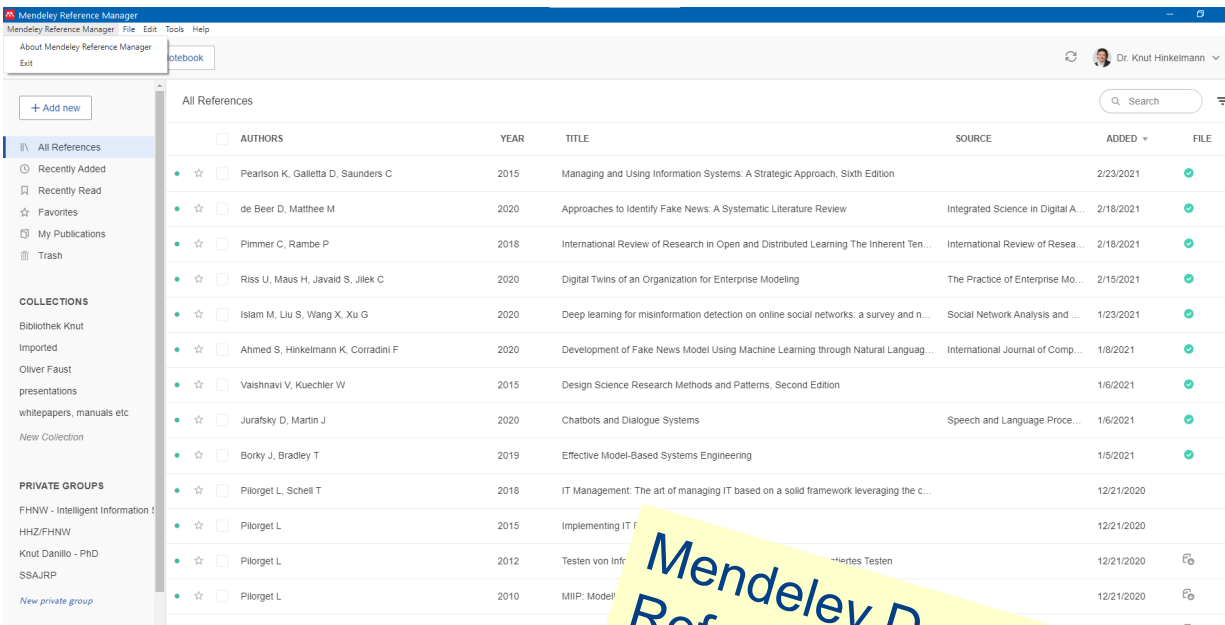 Mendeley Reference Manager
Mendeley Reference Manager File Edit Tools Help
About Mendeley Reference Manager
Exit
otebook
Dr. Knut Hinkelmann
+ Add new
All References
Search
AUTHORS YEAR TITLE SOURCE ADDED FILE
All References
Recently Added
Recently Read
Favorites
My Publications
Trash
COLLECTIONS
Bibliothek Knut
Imported
Oliver Faust
presentations
whitepapers, manuals etc
New Collection
PRIVATE GROUPS
FHNW - Intelligent Information S
HHZ/FHNW
Knut Danillo - PhD
SSAJRP
New private group
Pearlson K, Galletta D, Saunders C 2015 Managing and Using Information Systems: A Strategic Approach, Sixth Edition 2/23/2021
de Beer D, Matthee M 2020 Approaches to Identify Fake News: A Systematic Literature Review Integrated Science in Digital A... 2/18/2021
Pimmer C, Rambe P 2018 International Review of Research in Open and Distributed Learning The Inherent Ten... International Review of Resea... 2/18/2021
Riss U, Maus H, Javaid S, Jilek C 2020 Digital Twins of an Organization for Enterprise Modeling The Practice of Enterprise Mo... 2/15/2021
Islam M, Liu S, Wang X, Xu G 2020 Deep learning for misinformation detection on online social networks: a survey and n... Social Network Analysis and ... 1/23/2021
Ahmed S, Hinkelmann K, Corradini F 2020 Development of Fake News Model Using Machine Learning through Natural Languag... International Journal of Comp... 1/8/2021
Vaishnavi V, Kuechler W 2015 Design Science Research Methods and Patterns, Second Edition 1/6/2021
Jurafsky D, Martin J 2020 Chatbots and Dialogue Systems Speech and Language Proce... 1/6/2021
Borky J, Bradley T 2019 Effective Model-Based Systems Engineering 1/5/2021
Pilorget L, Schell T 2018 IT Management: The art of managing IT based on a solid framework leveraging the c... 12/21/2020
Pilorget L 2015 Implementing IT 12/21/2020
Pilorget L 2012 Testen von Info tiertes Testen 12/21/2020
Pilorget L 2010 MIIP: Model 12/21/2020
Mendeley